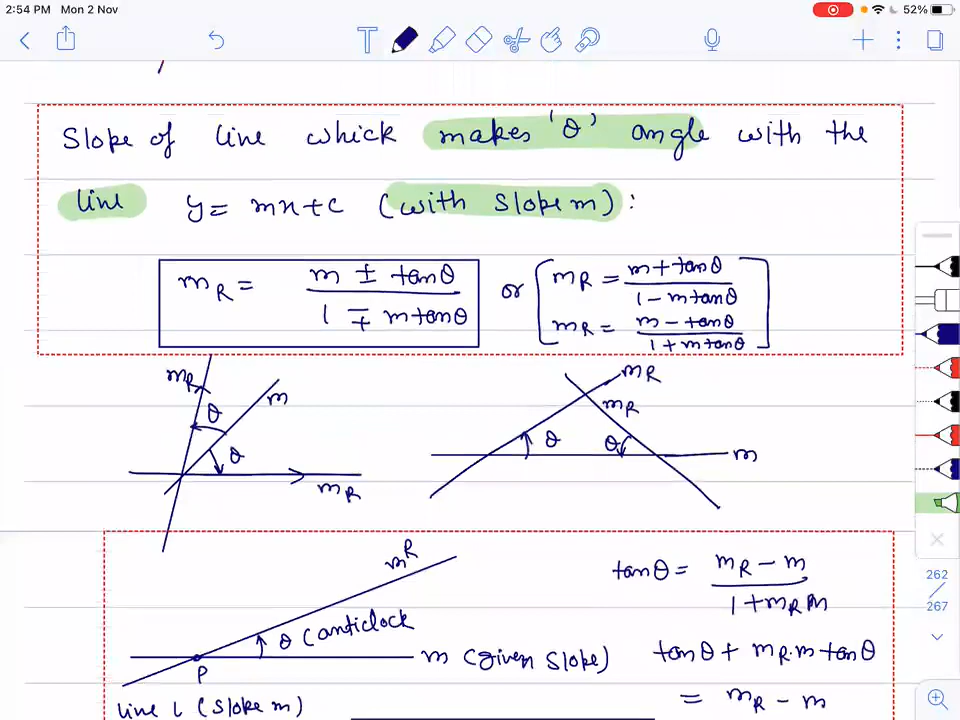 2:54 PM Mon 2 Nov
52%
Slope of line which makes 'θ' angle with the
line y = mx+c (with slope m) :
m_R = (m ± tanθ)/(1 ∓ m tanθ) or [ m_R = (m + tanθ)/(1 - m tanθ)
m_R = (m - tanθ)/(1 + m tanθ) ]
m_R m θ θ m_R
m_R m_R θ θ m
m_R
θ (anticlock
P m (given slope)
line L (slope m)
tanθ = (m_R - m)/(1 + m_R m)
tanθ + m_R.m tanθ
= m_R - m
262
/
267